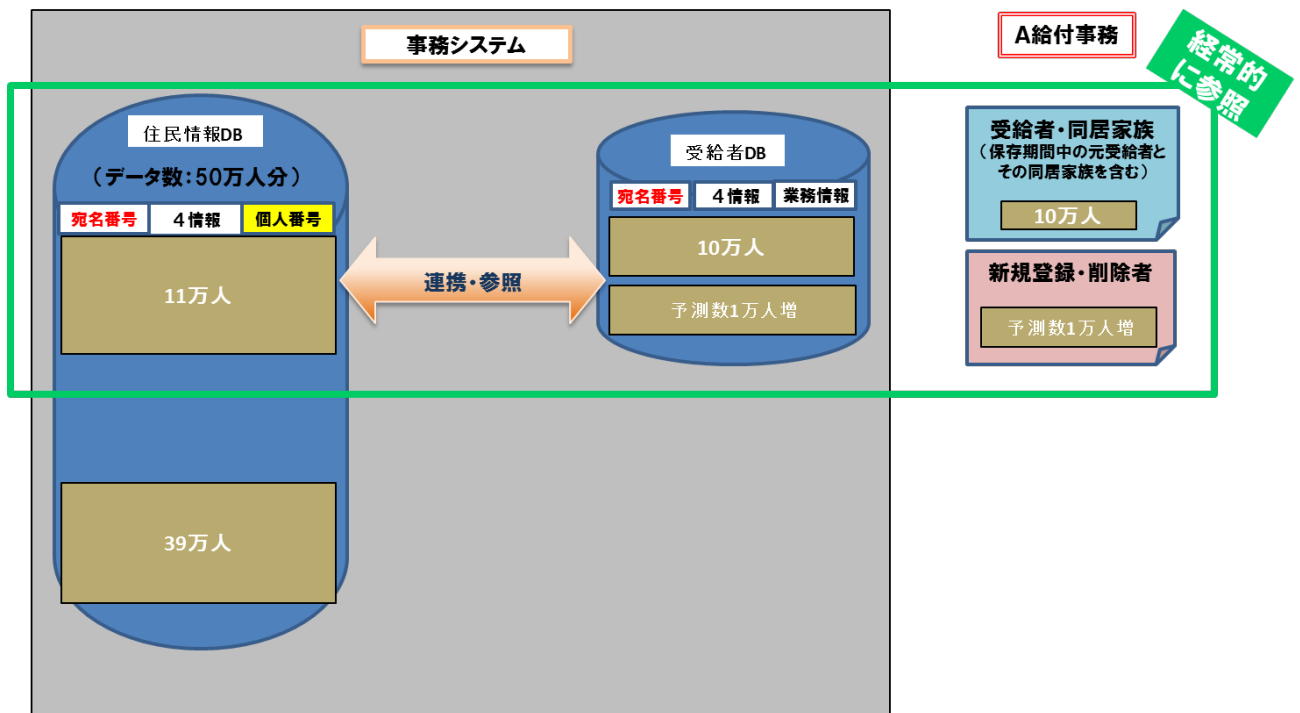 事務システム
A給付事務
経常的
に参照
住民情報DB
（データ数：50万人分）
宛名番号
４情報
個人番号
11万人
39万人
連携・参照
受給者DB
宛名番号
４情報
業務情報
10万人
予測数1万人増
受給者・同居家族
（保存期間中の元受給者と
その同居家族を含む）
10万人
新規登録・削除者
予測数1万人増